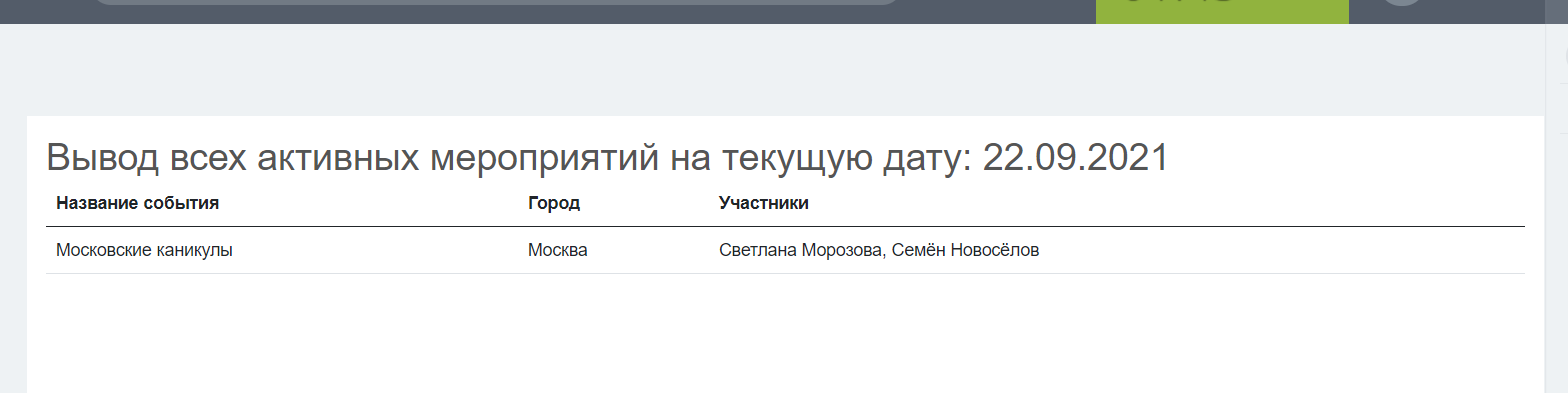 Вывод всех активных мероприятий на текущую дату: 22.09.2021
Название события Город Участники
Московские каникулы Москва Светлана Морозова, Семён Новосёлов